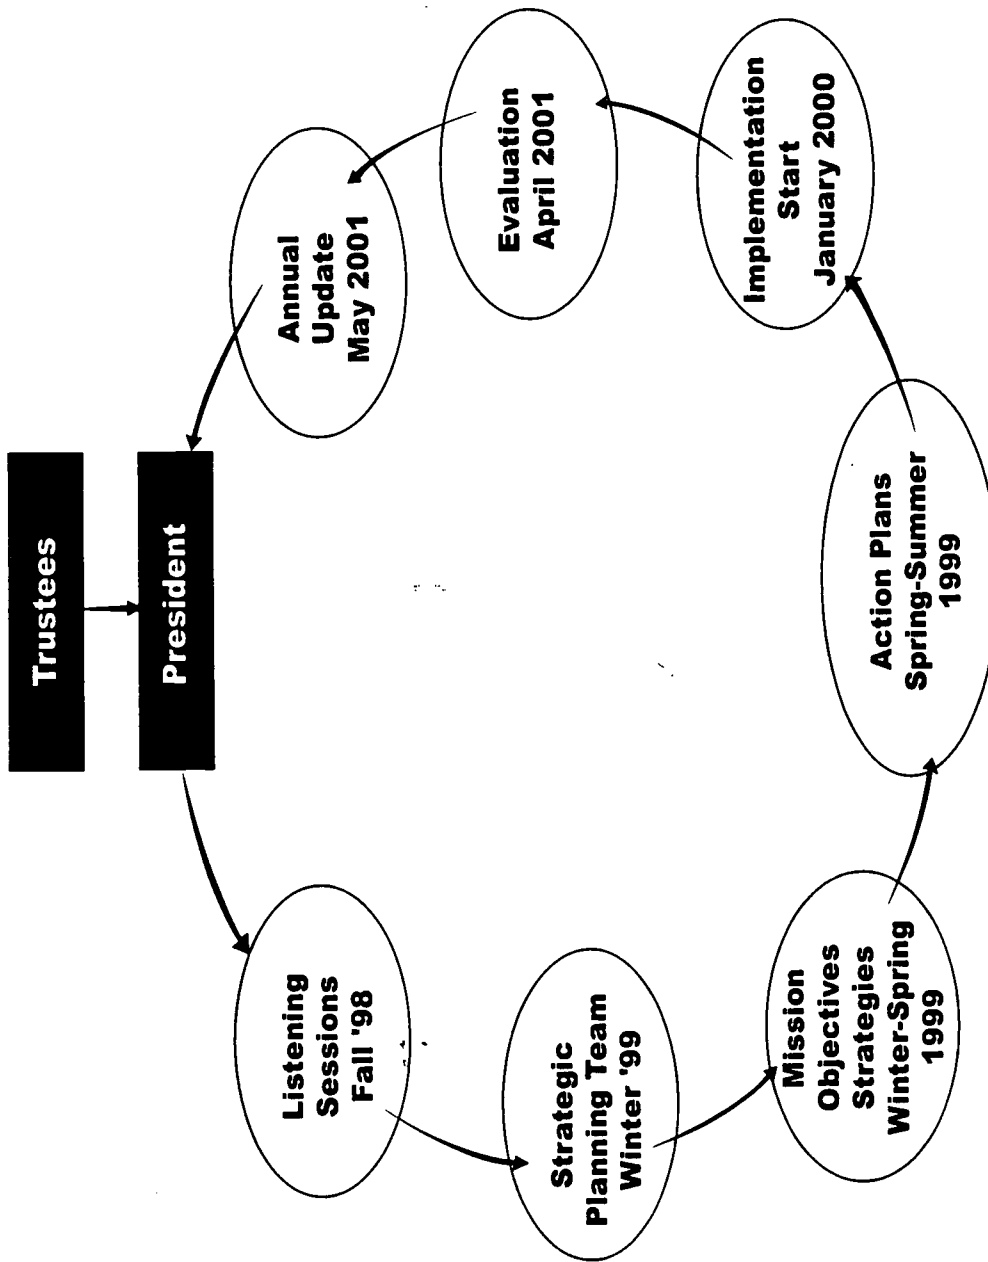 Trustees
President
Listening
Sessions
Fall '98
Strategic
Planning Team
Winter '99
Mission
Objectives
Strategies
Winter-Spring
1999
Action Plans
Spring-Summer
1999
Implementation
Start
January 2000
Evaluation
April 2001
Annual
Update
May 2001